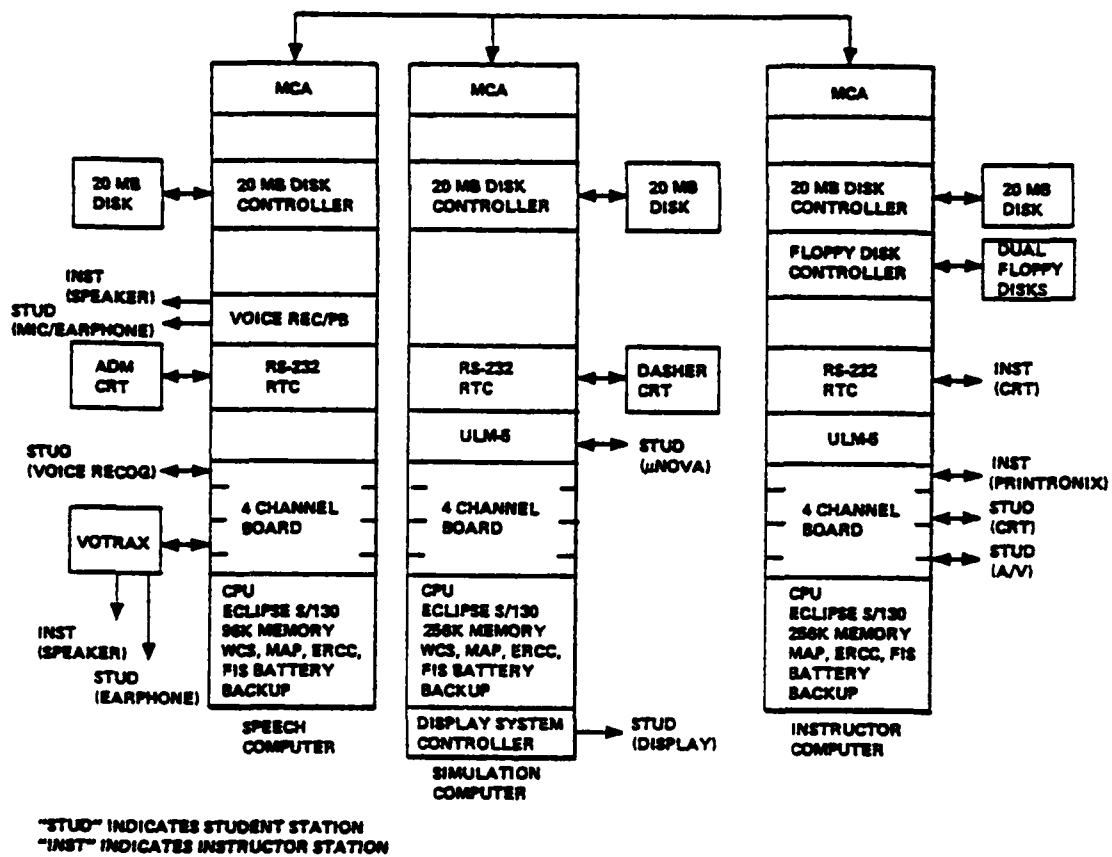 MCA
MCA
MCA
20 MB
DISK
20 MB DISK
CONTROLLER
20 MB DISK
CONTROLLER
20 MB
DISK
20 MB DISK
CONTROLLER
20 MB
DISK
FLOPPY DISK
CONTROLLER
DUAL
FLOPPY
DISKS
INST
(SPEAKER)
STUD
(MIC/EARPHONE)
VOICE REC/PB
ADM
CRT
RS-232
RTC
RS-232
RTC
DASHER
CRT
RS-232
RTC
INST
(CRT)
ULM-5
STUD
(µNOVA)
ULM-5
STUD
(VOICE RECOG)
INST
(PRINTRONIX)
4 CHANNEL
BOARD
4 CHANNEL
BOARD
4 CHANNEL
BOARD
STUD
(CRT)
STUD
(A/V)
VOTRAX
INST
(SPEAKER)
STUD
(EARPHONE)
CPU
ECLIPSE S/130
96K MEMORY
WCS, MAP, ERCC,
FIS BATTERY
BACKUP
CPU
ECLIPSE S/130
256K MEMORY
WCS, MAP, ERCC,
FIS BATTERY
BACKUP
CPU
ECLIPSE S/130
256K MEMORY
MAP, ERCC, FIS
BATTERY
BACKUP
SPEECH
COMPUTER
DISPLAY SYSTEM
CONTROLLER
STUD
(DISPLAY)
INSTRUCTOR
COMPUTER
SIMULATION
COMPUTER
"STUD" INDICATES STUDENT STATION
"INST" INDICATES INSTRUCTOR STATION